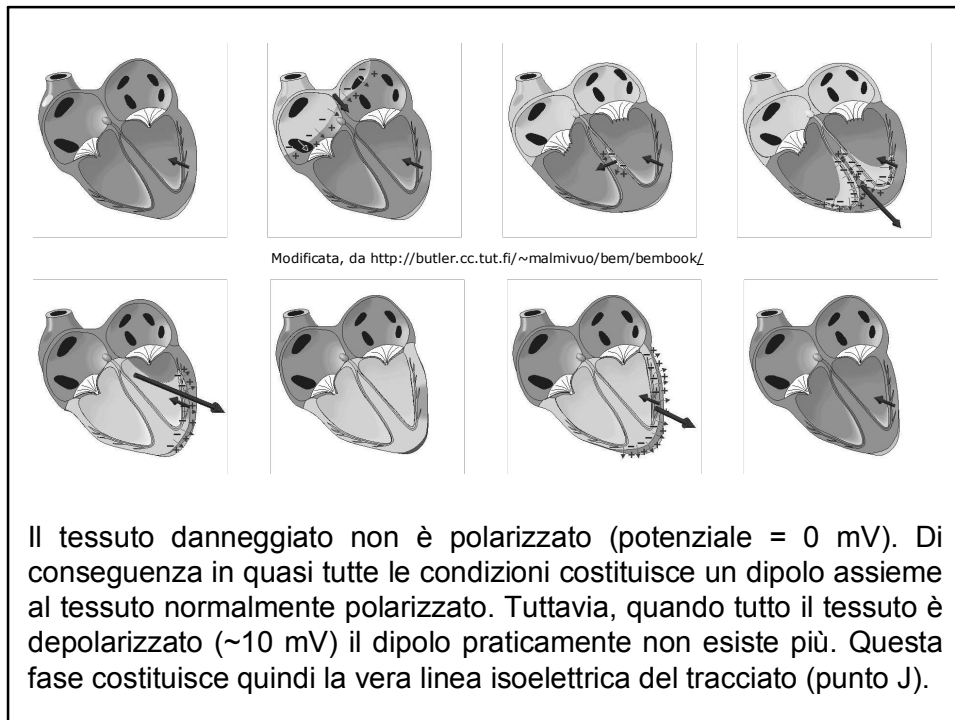 Modificata, da http://butler.cc.tut.fi/~malmivuo/bem/bembook/
Il tessuto danneggiato non è polarizzato (potenziale = 0 mV). Di
conseguenza in quasi tutte le condizioni costituisce un dipolo assieme
al tessuto normalmente polarizzato. Tuttavia, quando tutto il tessuto è
depolarizzato (~10 mV) il dipolo praticamente non esiste più. Questa
fase costituisce quindi la vera linea isoelettrica del tracciato (punto J).